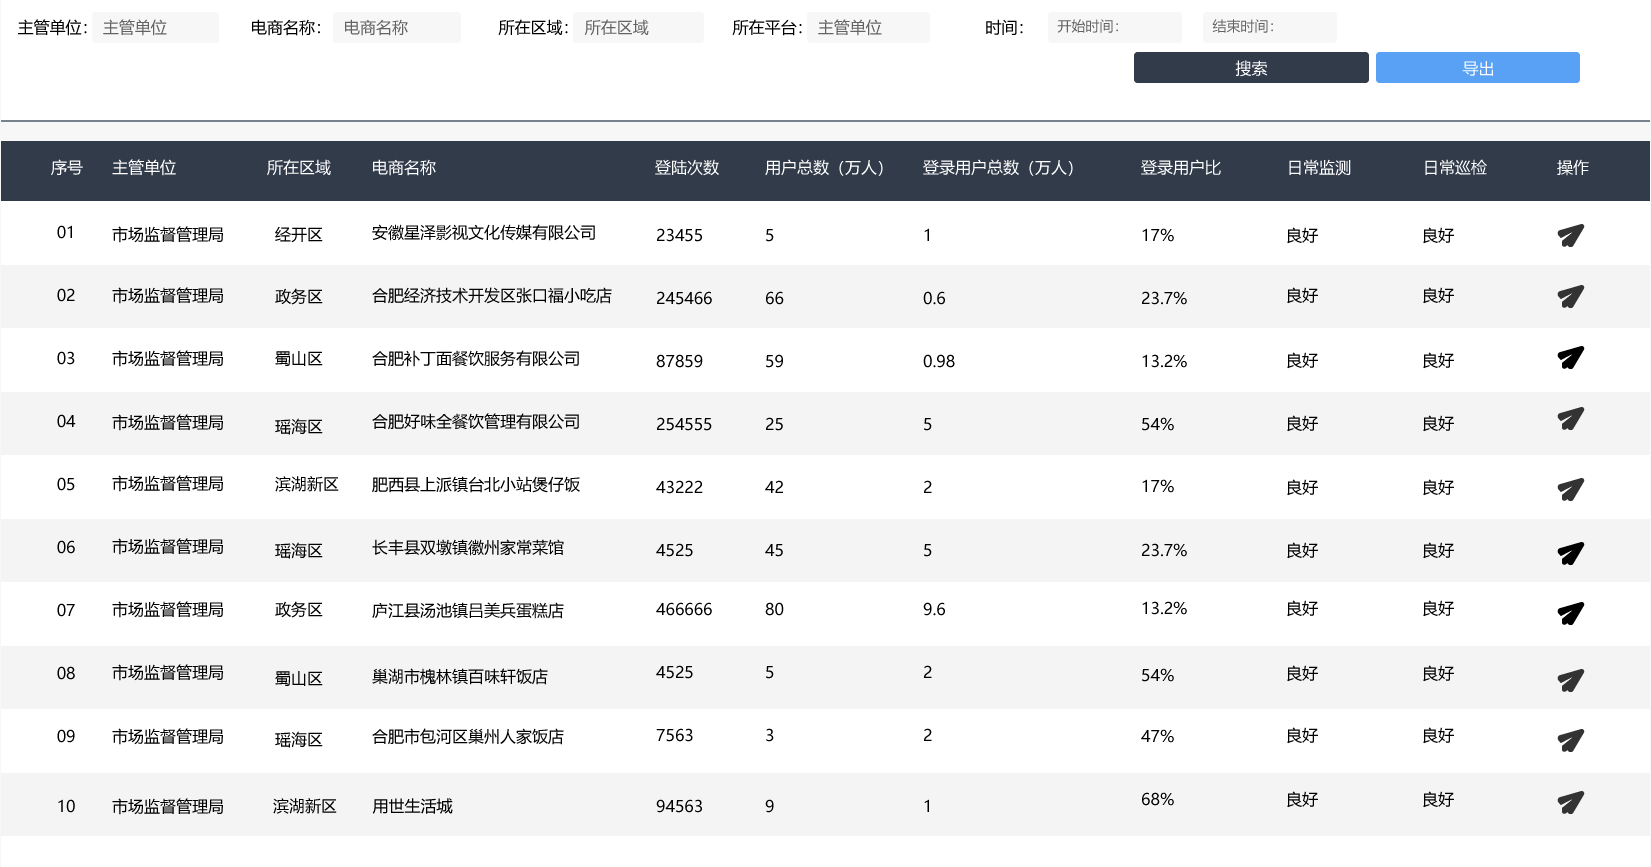 主管单位： 主管单位 电商名称： 电商名称 所在区域： 所在区域 所在平台： 主管单位 时间： 开始时间： 结束时间：
搜索 导出
序号 主管单位 所在区域 电商名称 登陆次数 用户总数（万人） 登录用户总数（万人） 登录用户比 日常监测 日常巡检 操作
01 市场监督管理局 经开区 安徽星泽影视文化传媒有限公司 23455 5 1 17% 良好 良好
02 市场监督管理局 政务区 合肥经济技术开发区张口福小吃店 245466 66 0.6 23.7% 良好 良好
03 市场监督管理局 蜀山区 合肥补丁面餐饮服务有限公司 87859 59 0.98 13.2% 良好 良好
04 市场监督管理局 瑶海区 合肥好味全餐饮管理有限公司 254555 25 5 54% 良好 良好
05 市场监督管理局 滨湖新区 肥西县上派镇台北小站煲仔饭 43222 42 2 17% 良好 良好
06 市场监督管理局 瑶海区 长丰县双墩镇徽州家常菜馆 4525 45 5 23.7% 良好 良好
07 市场监督管理局 政务区 庐江县汤池镇吕美兵蛋糕店 466666 80 9.6 13.2% 良好 良好
08 市场监督管理局 蜀山区 巢湖市槐林镇百味轩饭店 4525 5 2 54% 良好 良好
09 市场监督管理局 瑶海区 合肥市包河区巢州人家饭店 7563 3 2 47% 良好 良好
10 市场监督管理局 滨湖新区 用世生活城 94563 9 1 68% 良好 良好